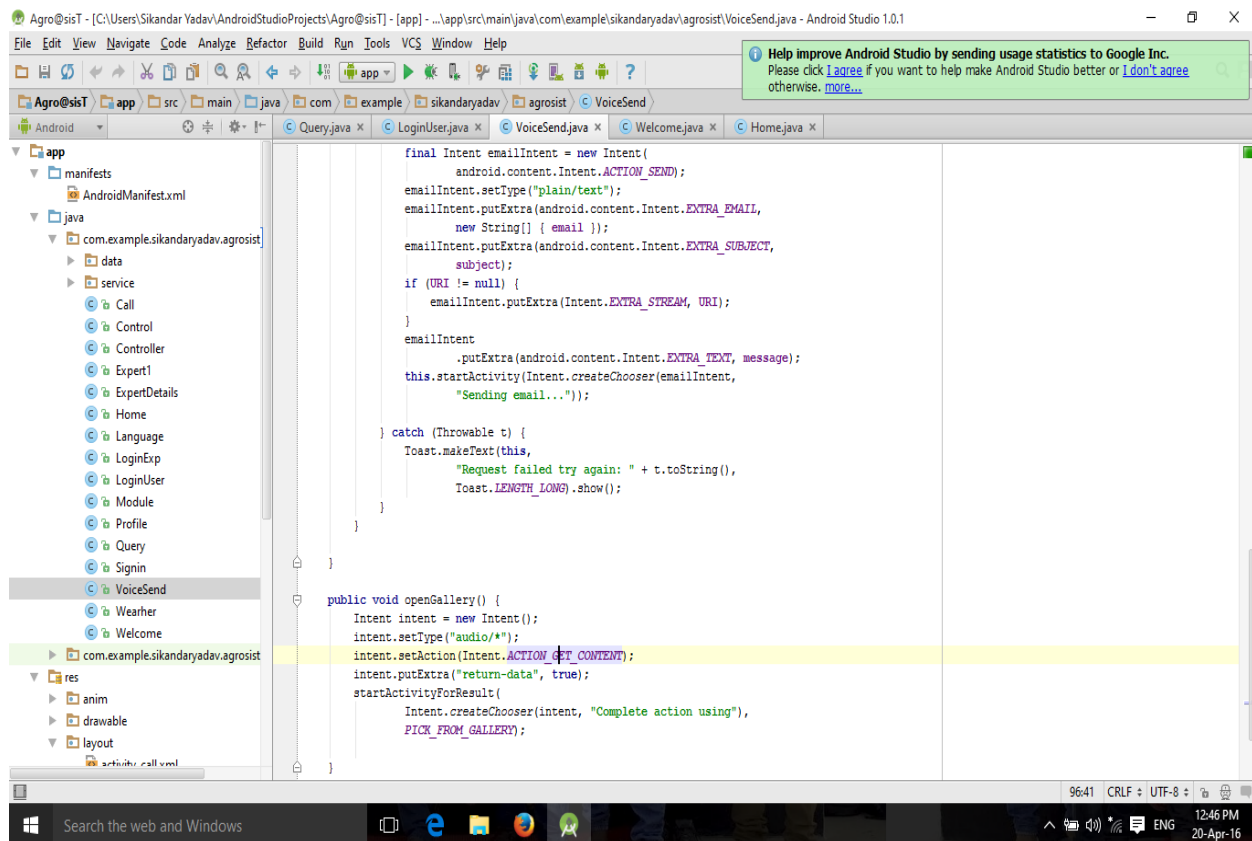 Agro@sisT - [C:\Users\Sikandar Yadav\AndroidStudioProjects\Agro@sisT] - [app] - ...\app\src\main\java\com\example\sikandaryadav\agrosist\VoiceSend.java - Android Studio 1.0.1
File Edit View Navigate Code Analyze Refactor Build Run Tools VCS Window Help
Help improve Android Studio by sending usage statistics to Google Inc.
Please click I agree if you want to help make Android Studio better or I don't agree
otherwise. more...
app
Agro@sisT app src main java com example sikandaryadav agrosist VoiceSend
Android
Query.java LoginUser.java VoiceSend.java Welcome.java Home.java
app
manifests
AndroidManifest.xml
java
com.example.sikandaryadav.agrosist
data
service
Call
Control
Controller
Expert1
ExpertDetails
Home
Language
LoginExp
LoginUser
Module
Profile
Query
Signin
VoiceSend
Wearher
Welcome
com.example.sikandaryadav.agrosist
res
anim
drawable
layout
activity_call.xml
final Intent emailIntent = new Intent(
android.content.Intent.ACTION_SEND);
emailIntent.setType("plain/text");
emailIntent.putExtra(android.content.Intent.EXTRA_EMAIL,
new String[] { email });
emailIntent.putExtra(android.content.Intent.EXTRA_SUBJECT,
subject);
if (URI != null) {
emailIntent.putExtra(Intent.EXTRA_STREAM, URI);
}
emailIntent
.putExtra(android.content.Intent.EXTRA_TEXT, message);
this.startActivity(Intent.createChooser(emailIntent,
"Sending email..."));
} catch (Throwable t) {
Toast.makeText(this,
"Request failed try again: " + t.toString(),
Toast.LENGTH_LONG).show();
}
}
}
public void openGallery() {
Intent intent = new Intent();
intent.setType("audio/*");
intent.setAction(Intent.ACTION_GET_CONTENT);
intent.putExtra("return-data", true);
startActivityForResult(
Intent.createChooser(intent, "Complete action using"),
PICK_FROM_GALLERY);
}
96:41 CRLF UTF-8
Search the web and Windows
ENG
12:46 PM
20-Apr-16